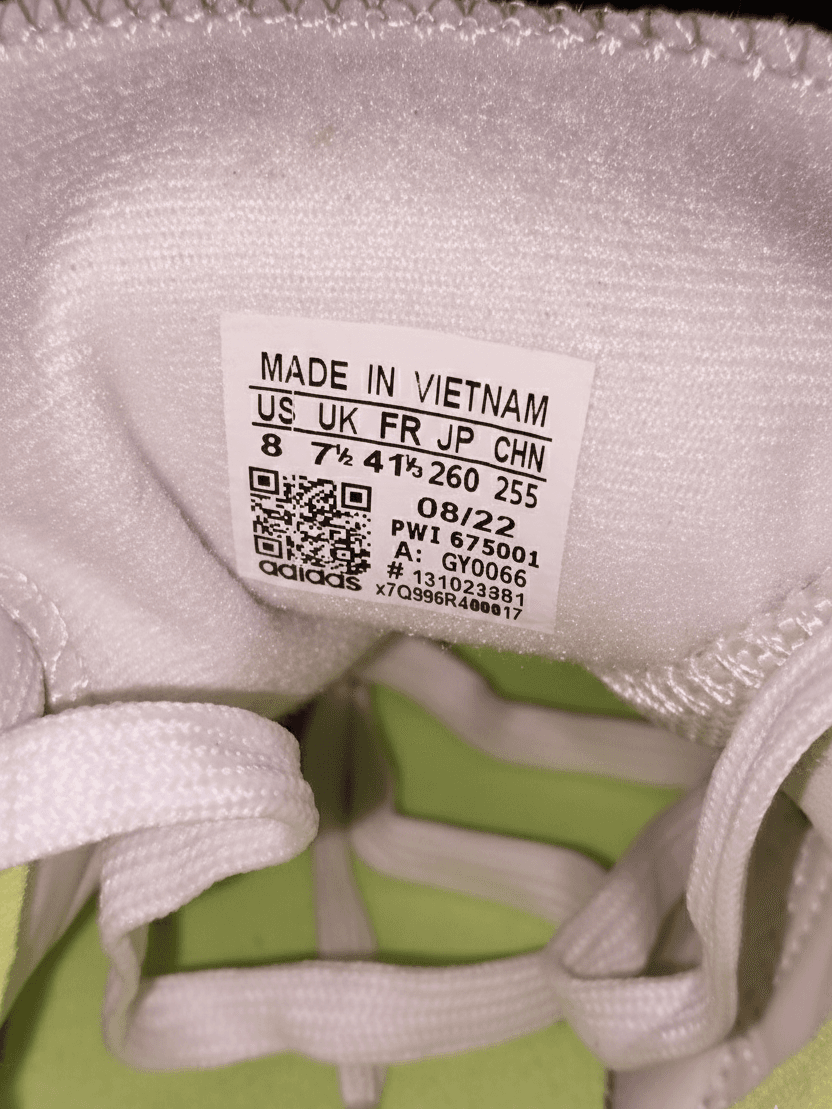 MADE IN VIETNAM
US UK FR JP CHN
8 7½ 41⅓ 260 255
08/22
PWI 675001
A: GY0066
# 131023381
adidas
x7Q996R400017